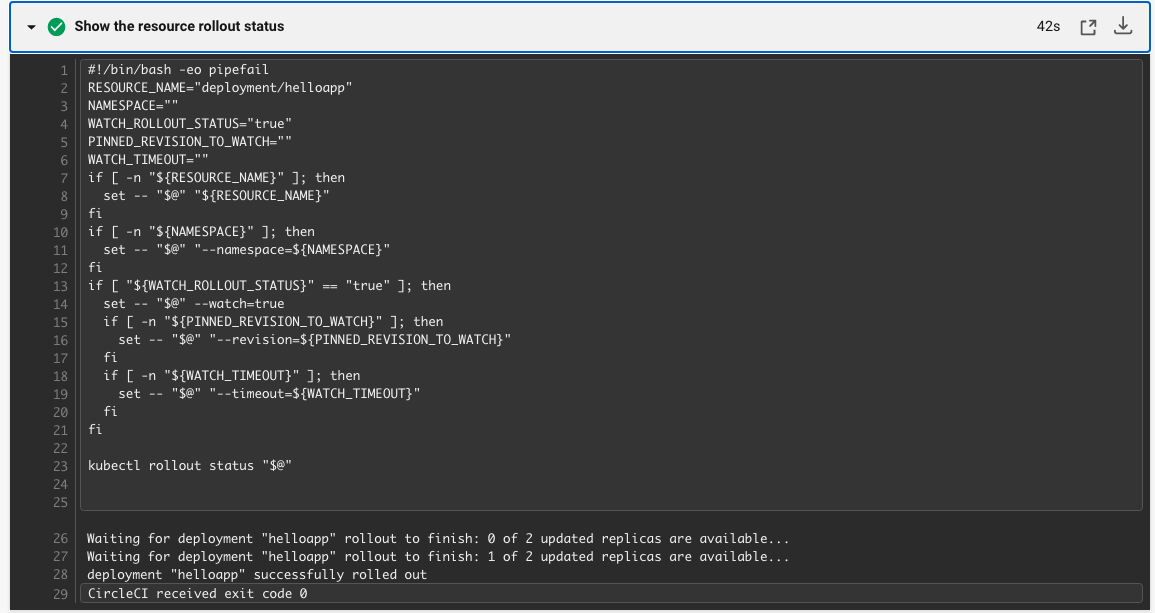 Show the resource rollout status 42s
1 #!/bin/bash -eo pipefail
2 RESOURCE_NAME="deployment/helloapp"
3 NAMESPACE=""
4 WATCH_ROLLOUT_STATUS="true"
5 PINNED_REVISION_TO_WATCH=""
6 WATCH_TIMEOUT=""
7 if [ -n "${RESOURCE_NAME}" ]; then
8   set -- "$@" "${RESOURCE_NAME}"
9 fi
10 if [ -n "${NAMESPACE}" ]; then
11   set -- "$@" "--namespace=${NAMESPACE}"
12 fi
13 if [ "${WATCH_ROLLOUT_STATUS}" == "true" ]; then
14   set -- "$@" --watch=true
15   if [ -n "${PINNED_REVISION_TO_WATCH}" ]; then
16     set -- "$@" "--revision=${PINNED_REVISION_TO_WATCH}"
17   fi
18   if [ -n "${WATCH_TIMEOUT}" ]; then
19     set -- "$@" "--timeout=${WATCH_TIMEOUT}"
20   fi
21 fi
22
23 kubectl rollout status "$@"
24
25
26 Waiting for deployment "helloapp" rollout to finish: 0 of 2 updated replicas are available...
27 Waiting for deployment "helloapp" rollout to finish: 1 of 2 updated replicas are available...
28 deployment "helloapp" successfully rolled out
29 CircleCI received exit code 0